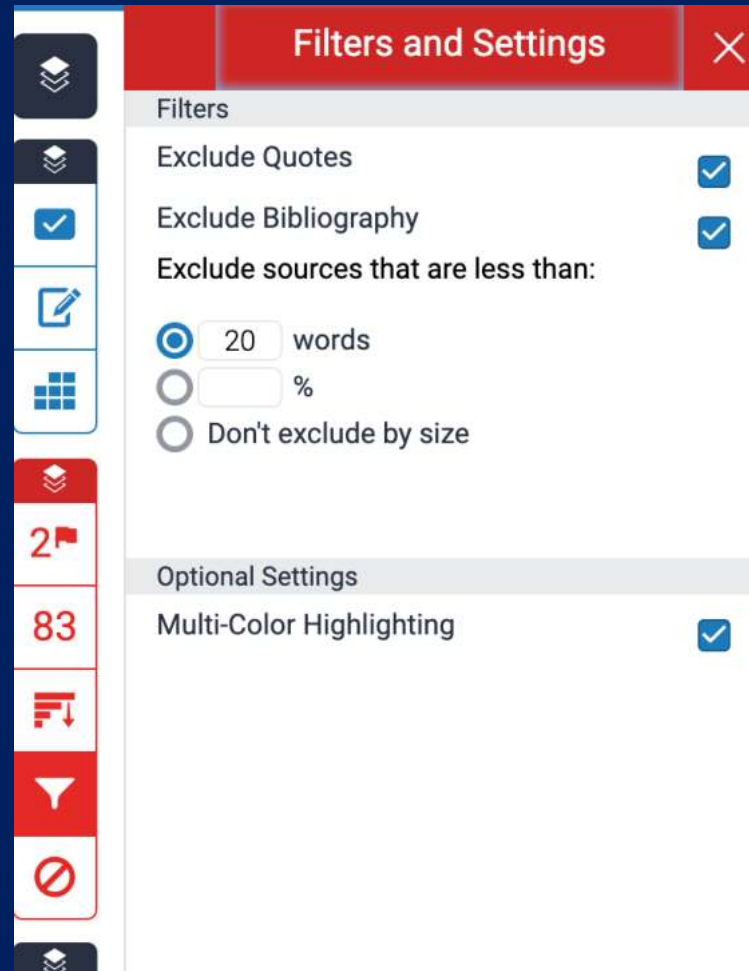 Filters and Settings
Filters
Exclude Quotes
Exclude Bibliography
Exclude sources that are less than:
20 words
%
Don't exclude by size
2
83
Optional Settings
Multi-Color Highlighting